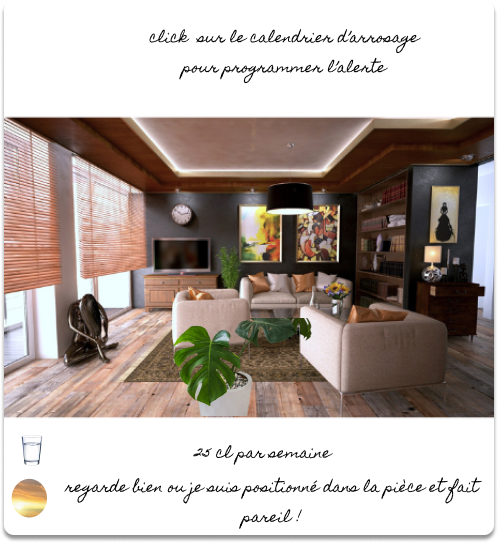 click sur le calendrier d'arrosage
pour programmer l'alerte
25 cl par semaine
regarde bien ou je suis positionné dans la pièce et fait
pareil !